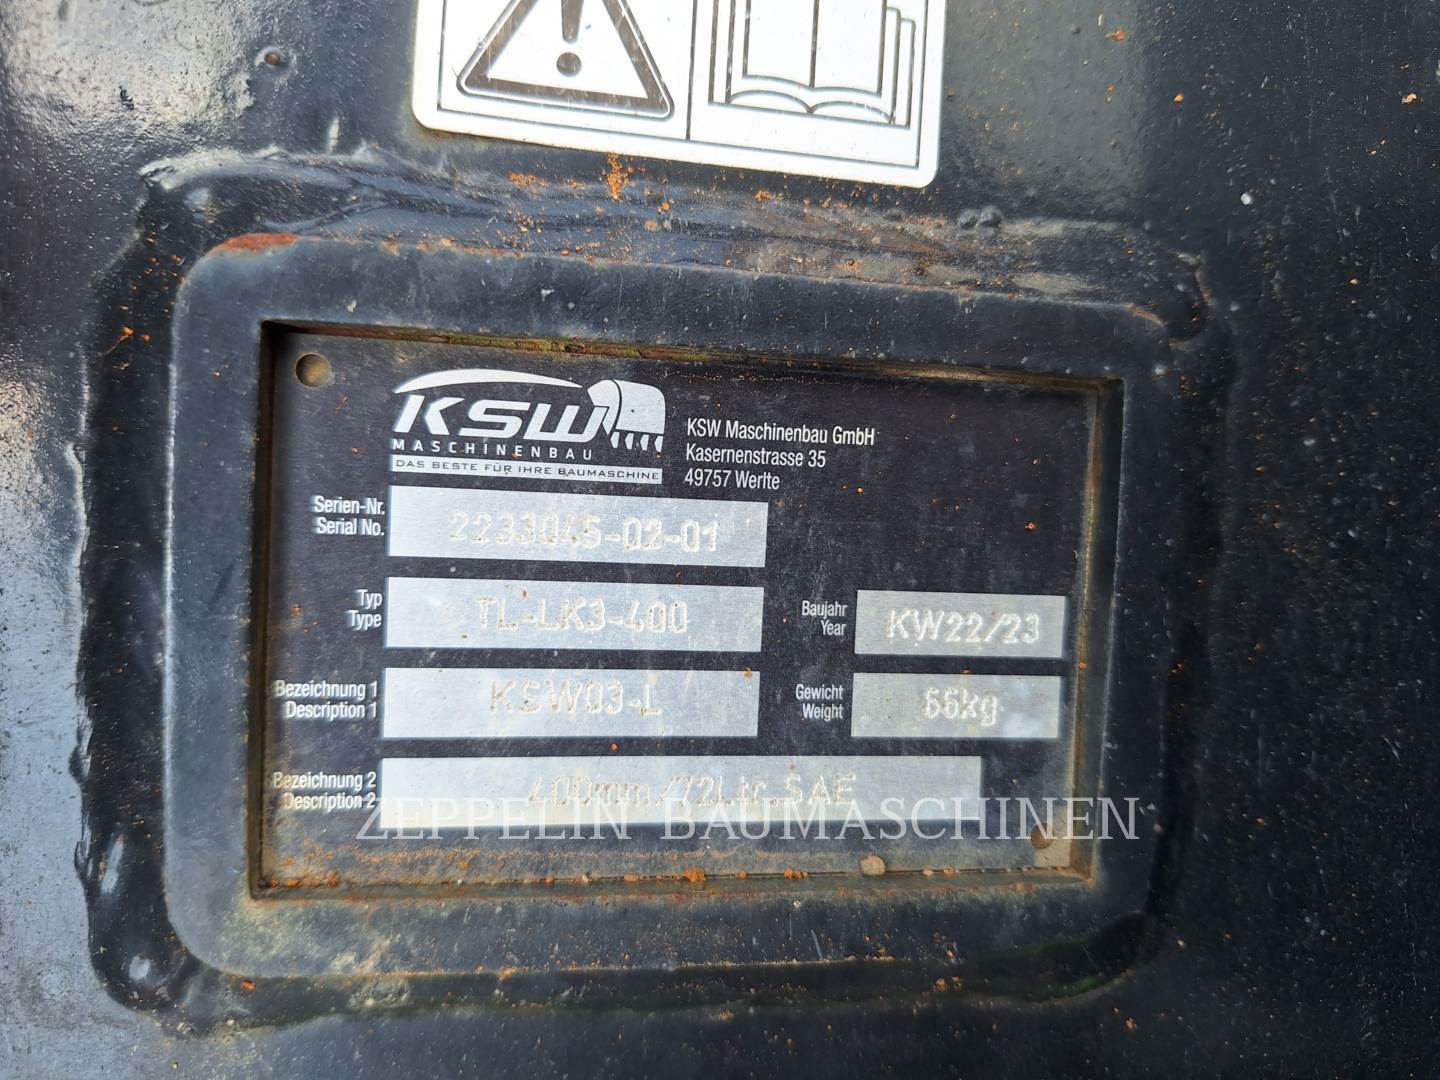 KSW
MASCHINENBAU
DAS BESTE FÜR IHRE BAUMASCHINE
KSW Maschinenbau GmbH
Kasernenstrasse 35
49757 Werlte
Serien-Nr.
Serial No.
2233045-02-01
Typ
Type
TL-LK3-400
Baujahr
Year
KW22/23
Bezeichnung 1
Description 1
KSW03-L
Gewicht
Weight
66kg
Bezeichnung 2
Description 2
400mm./72Ltr.SAE
ZEPPELIN BAUMASCHINEN